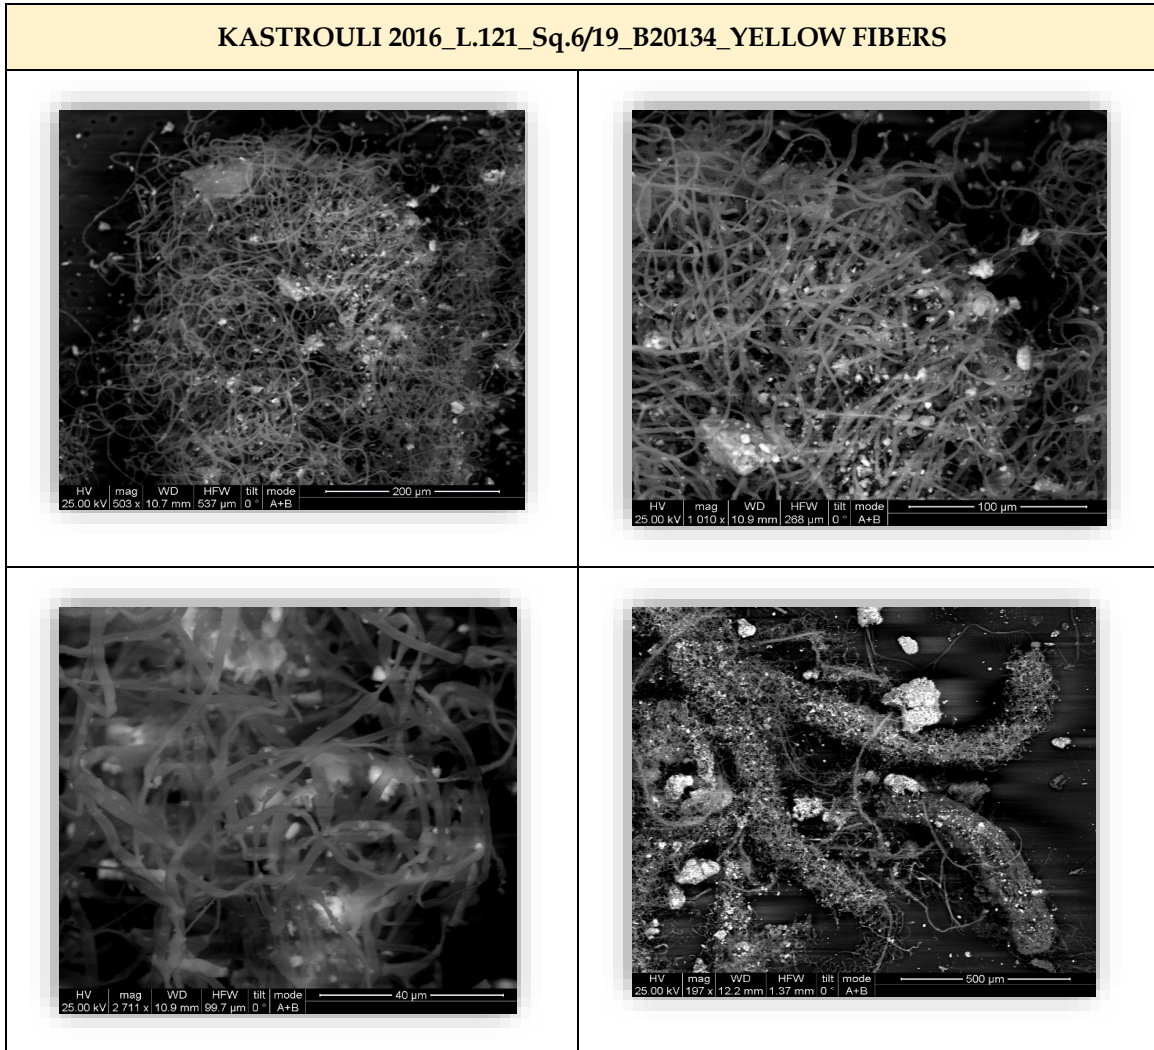 KASTROULI 2016_L.121_Sq.6/19_B20134_YELLOW FIBERS
HV mag WD HFW tilt mode
25.00 kV 503 x 10.7 mm 537 µm 0 ° A+B
200 µm
HV mag WD HFW tilt mode
25.00 kV 1 010 x 10.9 mm 268 µm 0 ° A+B
100 µm
HV mag WD HFW tilt mode
25.00 kV 2 711 x 10.9 mm 99.7 µm 0 ° A+B
40 µm
HV mag WD HFW tilt mode
25.00 kV 197 x 12.2 mm 1.37 mm 0 ° A+B
500 µm